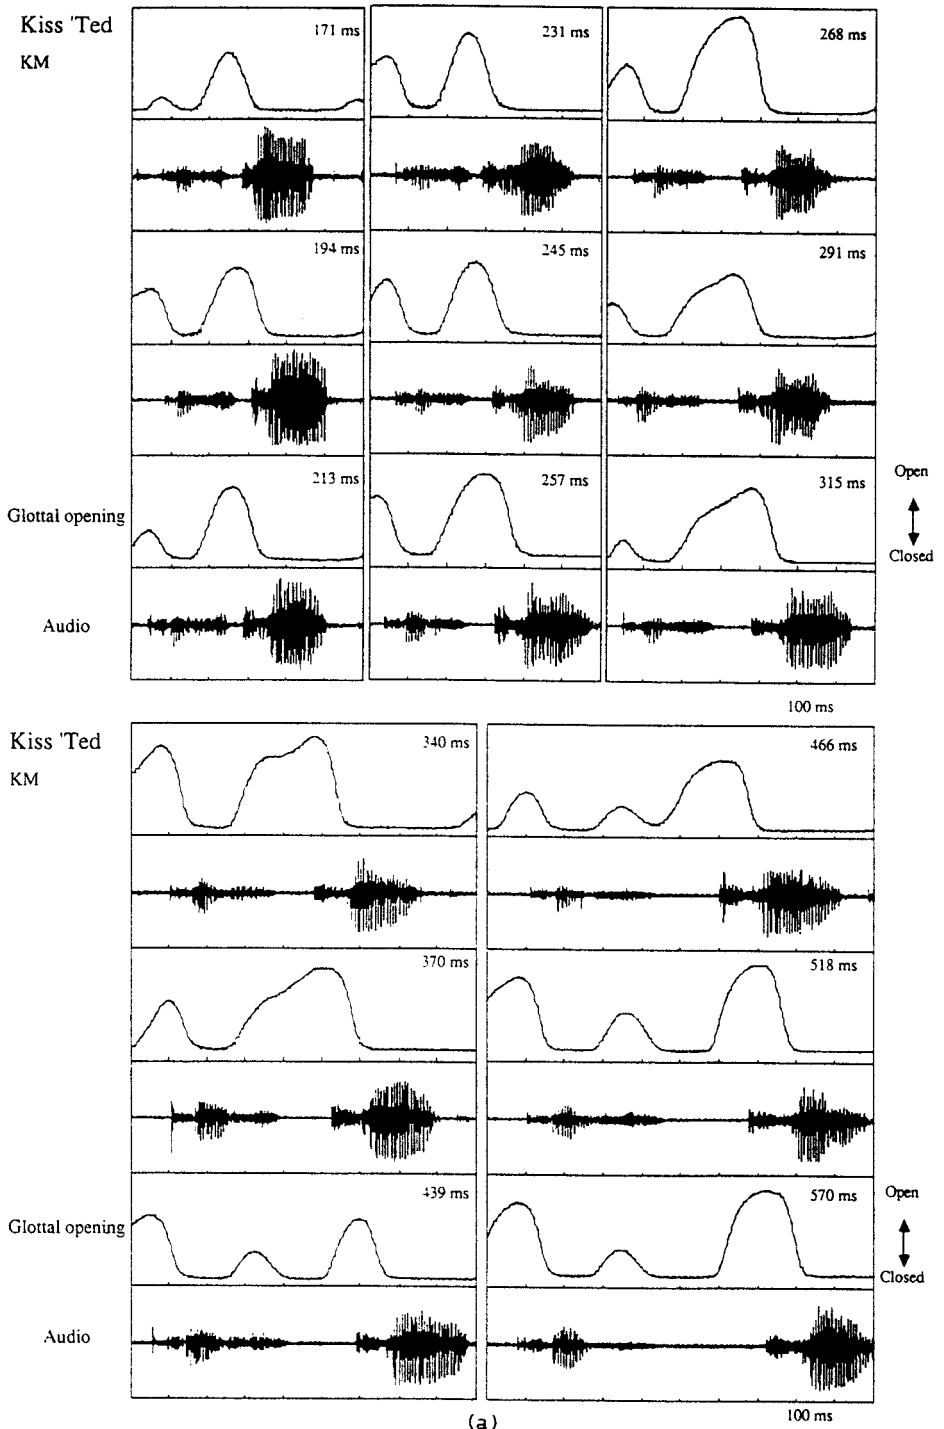 Kiss 'Ted
KM
171 ms
231 ms
268 ms
194 ms
245 ms
291 ms
213 ms
257 ms
315 ms
Glottal opening
Open
Closed
Audio
100 ms
Kiss 'Ted
KM
340 ms
466 ms
370 ms
518 ms
439 ms
570 ms
Glottal opening
Open
Closed
Audio
100 ms
(a)